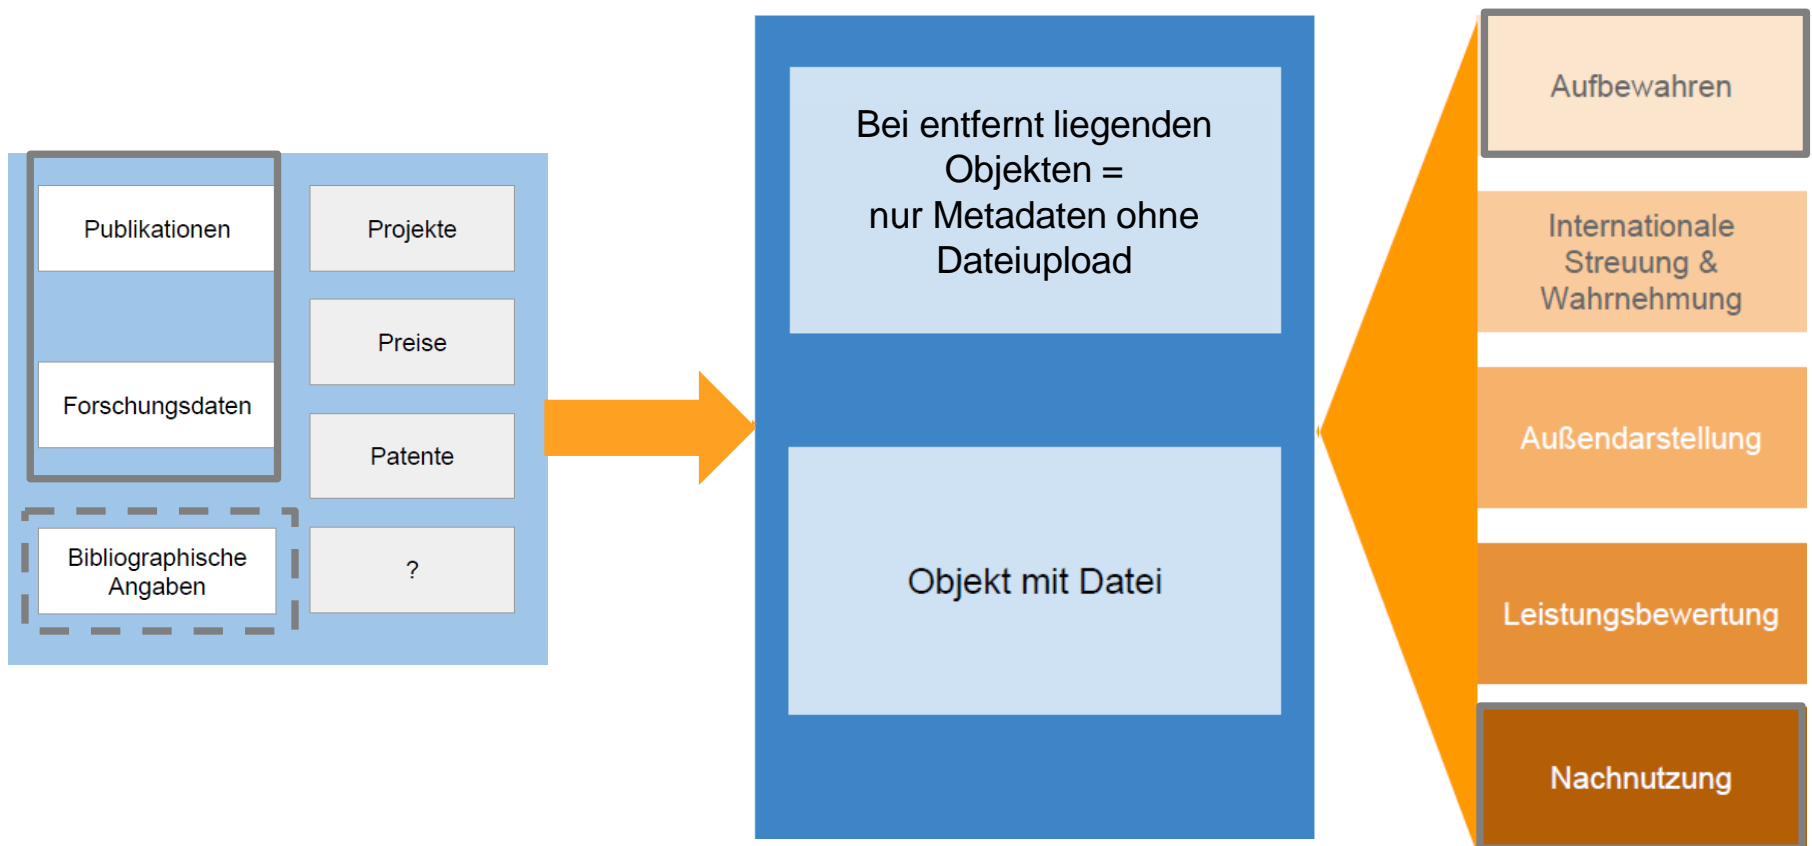 Publikationen
Forschungsdaten
Bibliographische
Angaben
Projekte
Preise
Patente
?
Bei entfernt liegenden
Objekten =
nur Metadaten ohne
Dateiupload
Objekt mit Datei
Aufbewahren
Internationale
Streuung &
Wahrnehmung
Außendarstellung
Leistungsbewertung
Nachnutzung